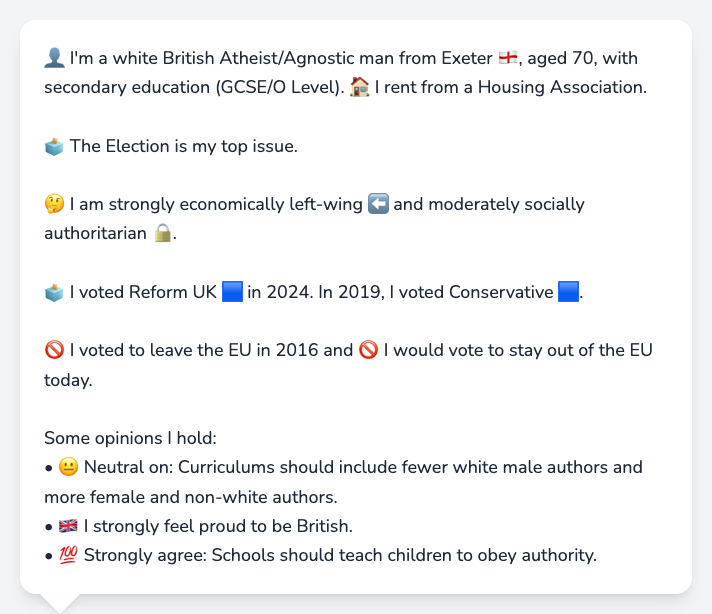 👤 I'm a white British Atheist/Agnostic man from Exeter 🏴󠁧󠁢󠁥󠁮󠁧󠁿, aged 70, with
secondary education (GCSE/O Level). 🏠 I rent from a Housing Association.
🗳️ The Election is my top issue.
🤔 I am strongly economically left-wing ⬅️ and moderately socially
authoritarian 🔒.
🗳️ I voted Reform UK 🟦 in 2024. In 2019, I voted Conservative 🟦.
🚫 I voted to leave the EU in 2016 and 🚫 I would vote to stay out of the EU
today.
Some opinions I hold:
• 😐 Neutral on: Curriculums should include fewer white male authors and
more female and non-white authors.
• 🇬🇧 I strongly feel proud to be British.
• 💯 Strongly agree: Schools should teach children to obey authority.